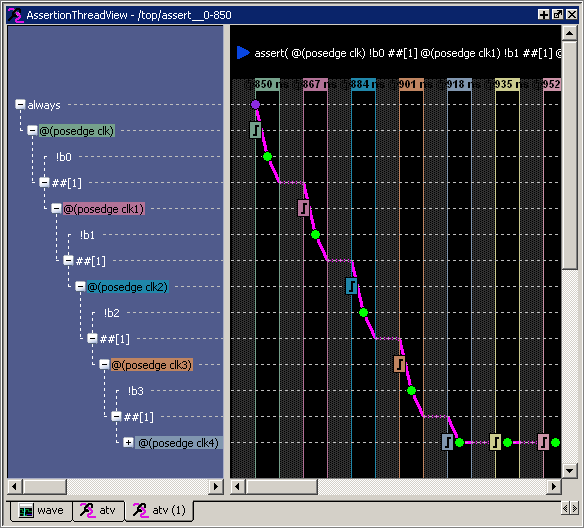 AssertionThreadView - /top/assert__0-850
assert( @(posedge clk) !b0 ##[1] @(posedge clk1) !b1 ##[1] @
850 ns 867 ns 884 ns 901 ns 918 ns 935 ns 952
always
@(posedge clk)
!b0
##[1]
@(posedge clk1)
!b1
##[1]
@(posedge clk2)
!b2
##[1]
@(posedge clk3)
!b3
##[1]
@(posedge clk4)
wave atv atv (1)